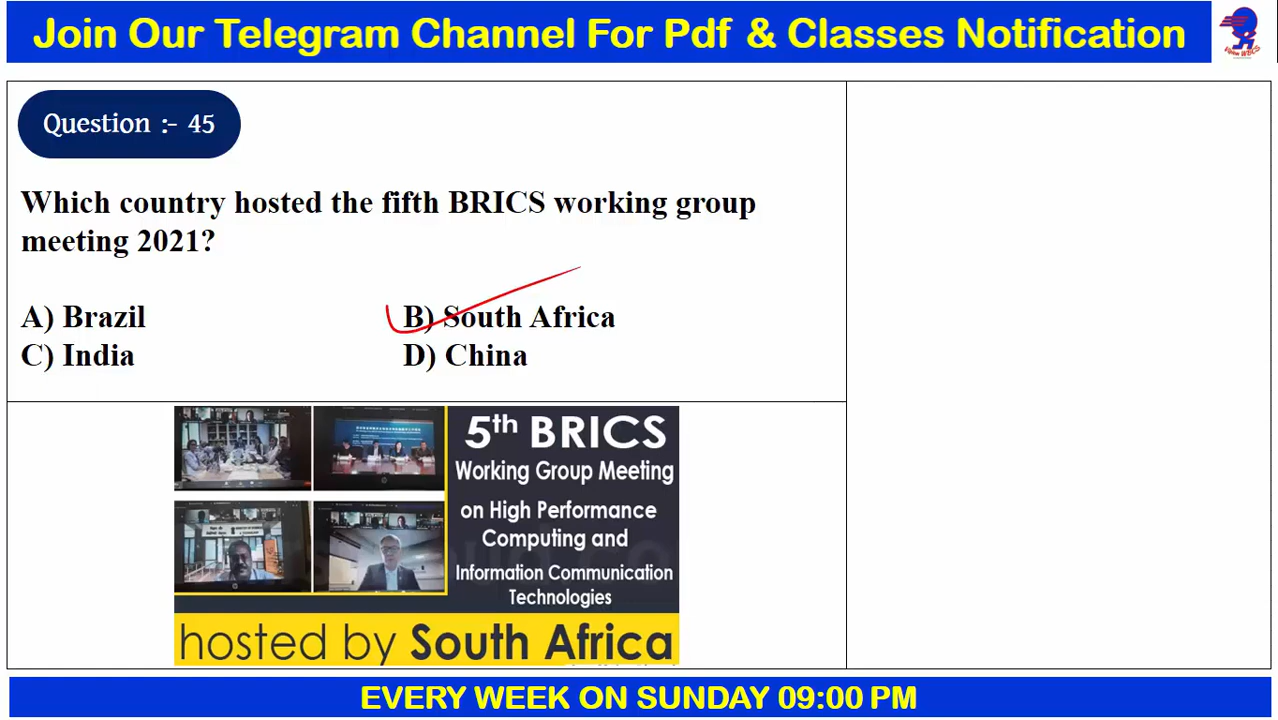 Join Our Telegram Channel For Pdf & Classes Notification
Question :- 45
Which country hosted the fifth BRICS working group
meeting 2021?
A) Brazil
B) South Africa
C) India
D) China
5th BRICS
Working Group Meeting
on High Performance
Computing and
Information Communication
Technologies
hosted by South Africa
EVERY WEEK ON SUNDAY 09:00 PM